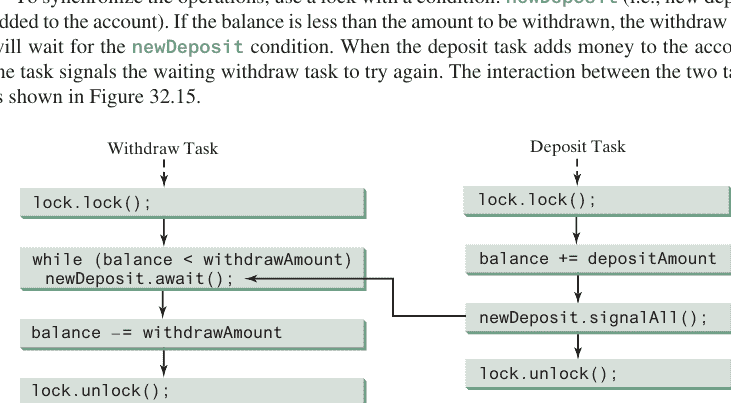 To synchronize the operations, use a lock with a condition: newDeposit (i.e., new
added to the account). If the balance is less than the amount to be withdrawn, the withdraw
will wait for the newDeposit condition. When the deposit task adds money to the
the task signals the waiting withdraw task to try again. The interaction between the two
is shown in Figure 32.15.
Withdraw Task
lock.lock();
while (balance < withdrawAmount)
newDeposit.await();
balance -= withdrawAmount
lock.unlock();
Deposit Task
lock.lock();
balance += depositAmount
newDeposit.signalAll();
lock.unlock();